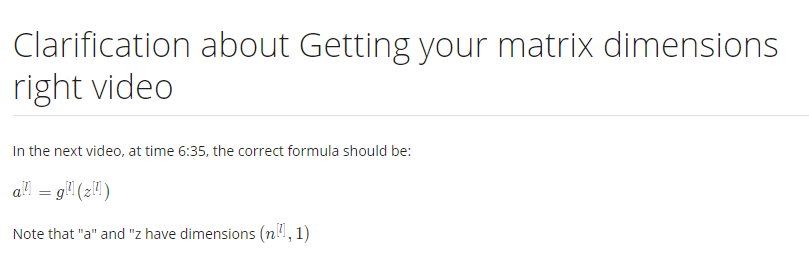 Clarification about Getting your matrix dimensions
right video
In the next video, at time 6:35, the correct formula should be:
a^{[l]} = g^{[l]}(z^{[l]})
Note that "a" and "z have dimensions (n^{[l]}, 1)